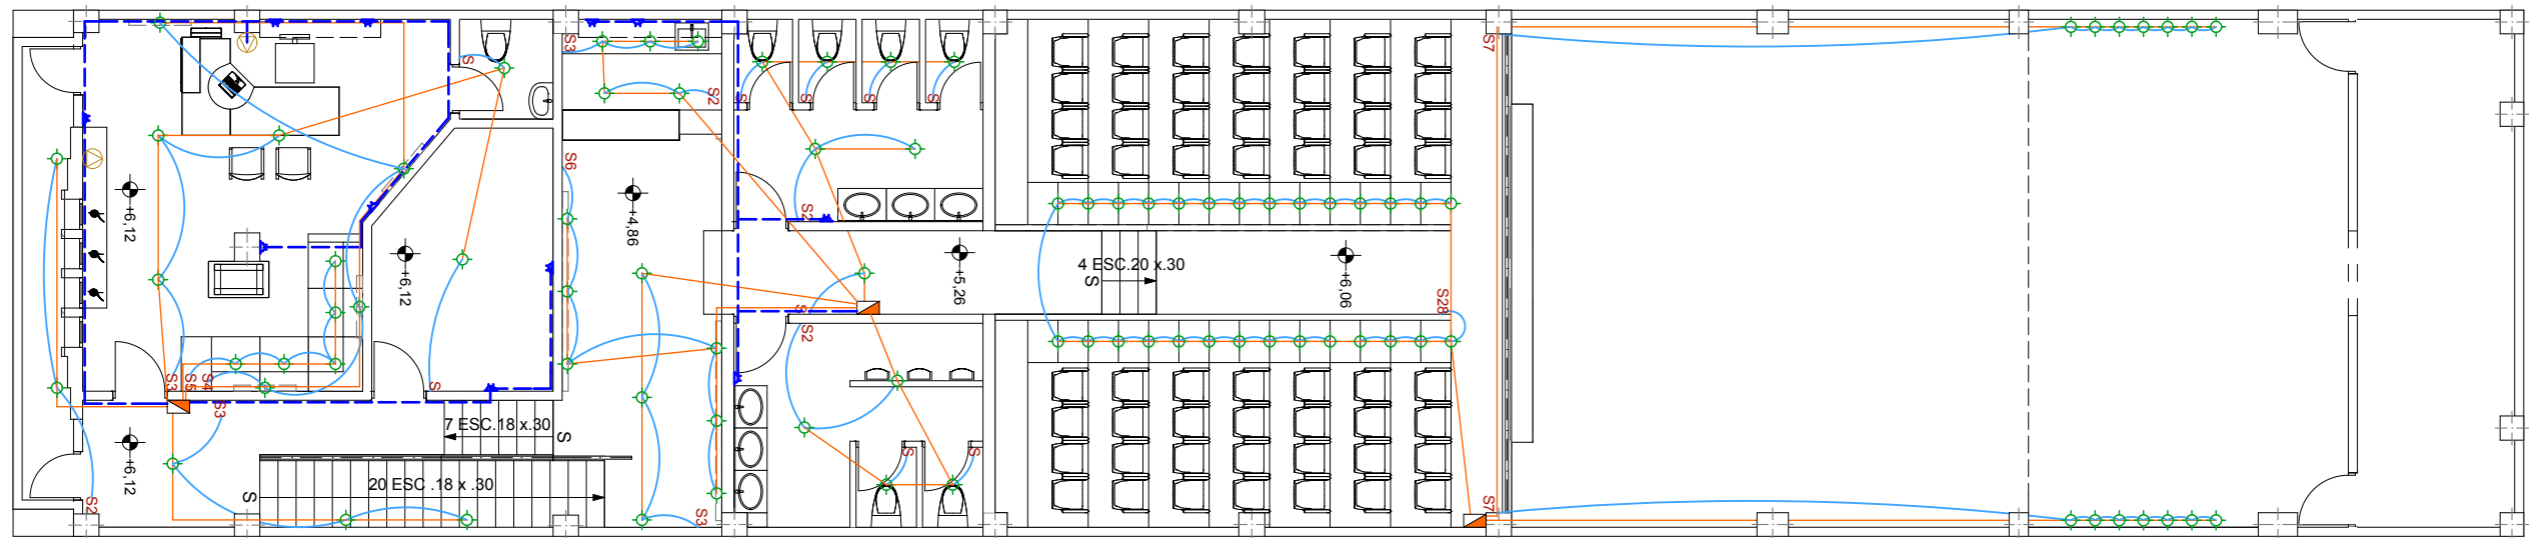 S3
S7
S
S2
S
S
S
S
S6
+6,12
+4,86
S2
+6,12
+5,26
4 ESC.20 x.30
S
+6,06
S28
S
S2
S3
S5
S4
S
S3
7 ESC.18 x.30
S
+6,12
S
S
20 ESC .18 x .30
S
S2
S3
S7